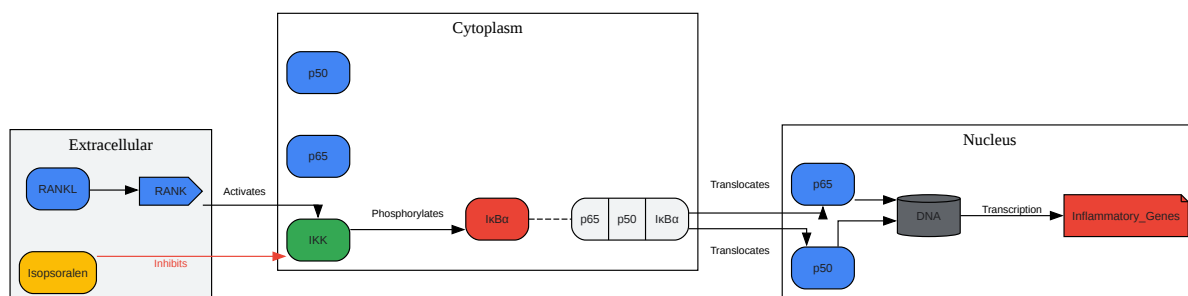 Cytoplasm
p50
Extracellular
Nucleus
p65
RANKL
RANK
Activates
Translocates
p65
Phosphorylates
IκBα
p65
p50
IκBα
DNA
Transcription
Inflammatory_Genes
IKK
Translocates
Isopsoralen
Inhibits
p50